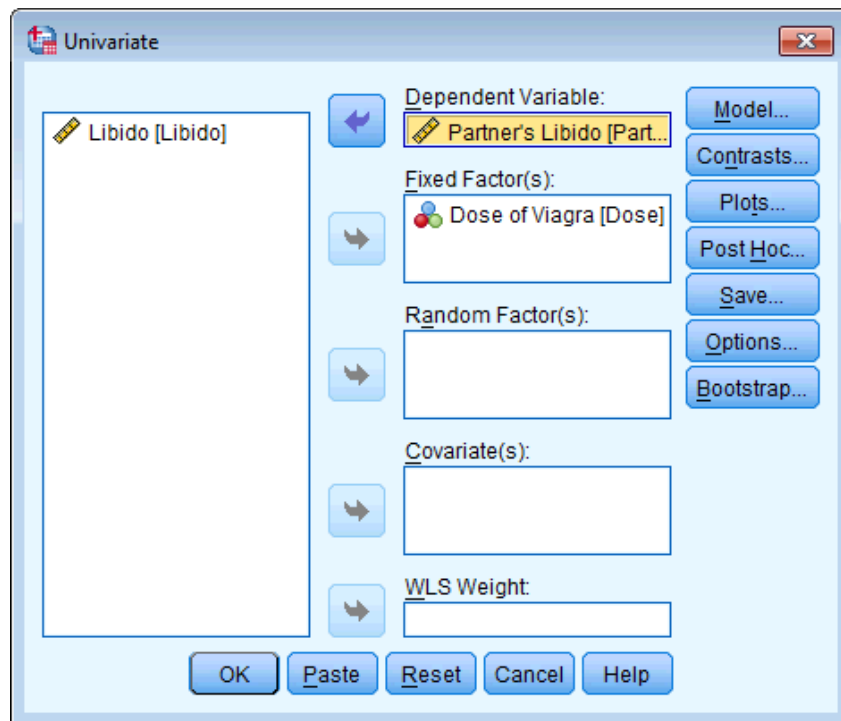 Univariate
Libido [Libido]
Dependent Variable:
Partner's Libido [Part...
Fixed Factor(s):
Dose of Viagra [Dose]
Random Factor(s):
Covariate(s):
WLS Weight:
Model...
Contrasts...
Plots...
Post Hoc...
Save...
Options...
Bootstrap...
OK Paste Reset Cancel Help